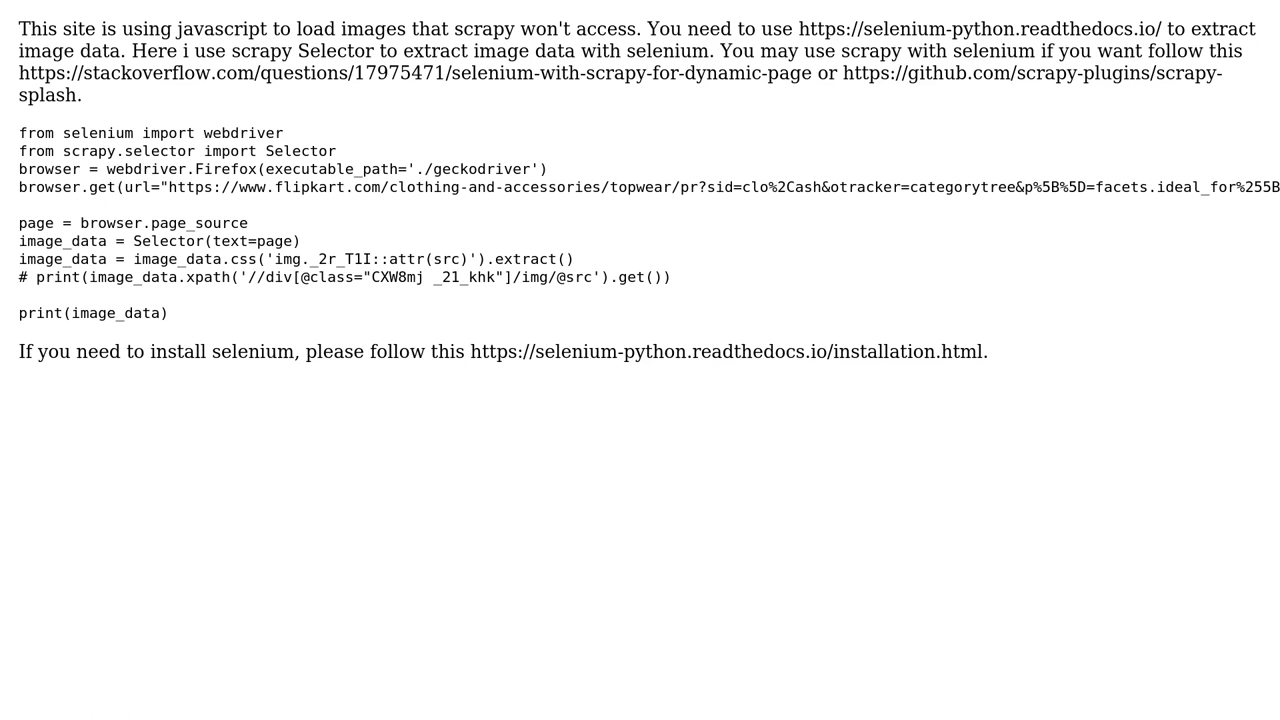 This site is using javascript to load images that scrapy won't access. You need to use https://selenium-python.readthedocs.io/ to extract
image data. Here i use scrapy Selector to extract image data with selenium. You may use scrapy with selenium if you want follow this
https://stackoverflow.com/questions/17975471/selenium-with-scrapy-for-dynamic-page or https://github.com/scrapy-plugins/scrapy-
splash.
from selenium import webdriver
from scrapy.selector import Selector
browser = webdriver.Firefox(executable_path='./geckodriver')
browser.get(url="https://www.flipkart.com/clothing-and-accessories/topwear/pr?sid=clo%2Cash&otracker=categorytree&p%5B%5D=facets.ideal_for%255B
page = browser.page_source
image_data = Selector(text=page)
image_data = image_data.css('img._2r_T1I::attr(src)').extract()
# print(image_data.xpath('//div[@class="CXW8mj _21_khk"]/img/@src').get())
print(image_data)
If you need to install selenium, please follow this https://selenium-python.readthedocs.io/installation.html.